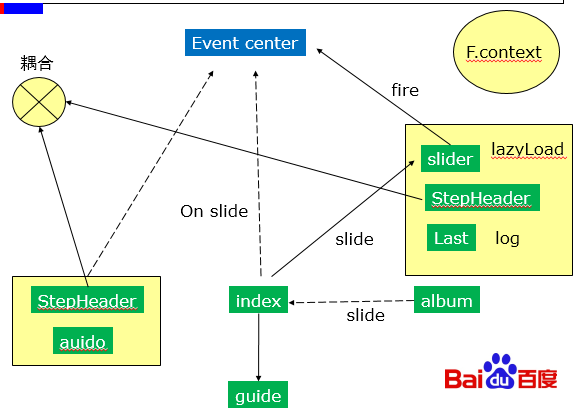 Event center
F.context
耦合
fire
lazyLoad
slider
StepHeader
On slide
slide
Last
log
StepHeader
index
album
slide
auido
guide
Bai du 百度